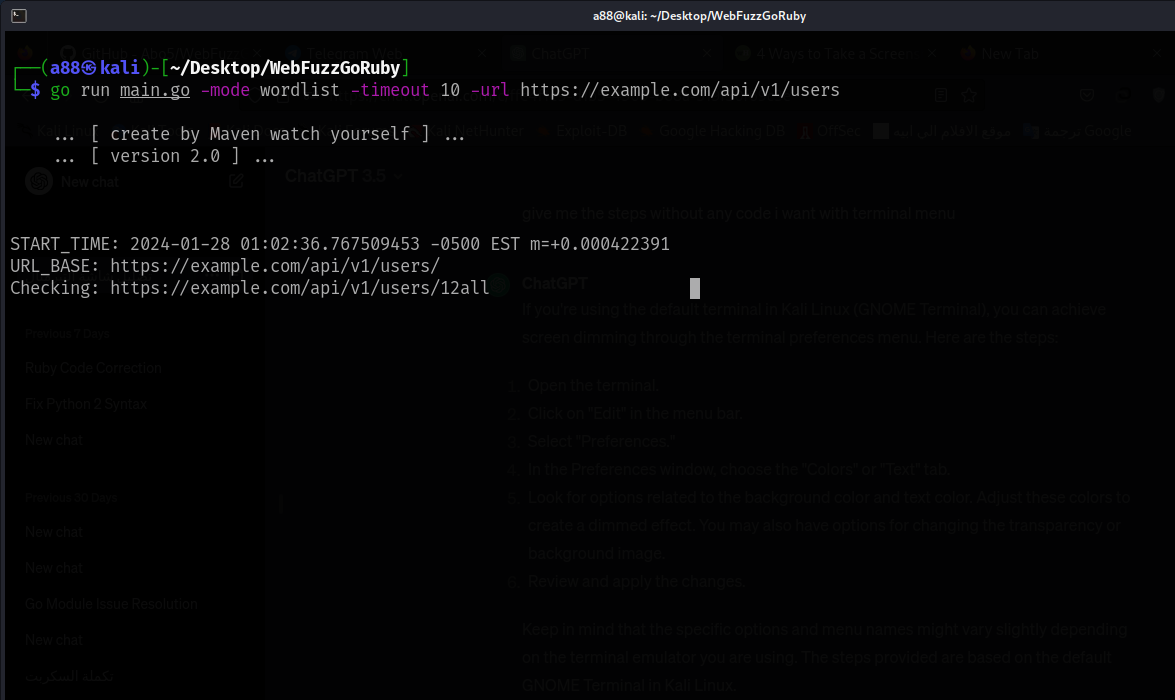 a88@kali: ~/Desktop/WebFuzzGoRuby
GitHub - Ahq5/WebFuzz
Telegram Web
ChatGPT
4 Ways to Take a Screen
New Tab
┌──(a88㉿kali)-[~/Desktop/WebFuzzGoRuby]
└─$ go run main.go -mode wordlist -timeout 10 -url https://example.com/api/v1/users
NetHunter
Exploit-DB
Google Hacking DB
OffSec
موقع الافلام الي انته
ترجمة Google
... [ create by Maven watch yourself ] ...
... [ version 2.0 ] ...
New chat
ChatGPT 3.5
give me the steps without any code i want with terminal menu
START_TIME: 2024-01-28 01:02:36.767509453 -0500 EST m=+0.000422391
URL_BASE: https://example.com/api/v1/users/
Checking: https://example.com/api/v1/users/12all
ChatGPT
If you're using the default terminal in Kali Linux (GNOME Terminal), you can achieve
screen dimming through the terminal preferences menu. Here are the steps:
1. Open the terminal.
2. Click on "Edit" in the menu bar.
3. Select "Preferences."
4. In the Preferences window, choose the "Colors" or "Text" tab.
5. Look for options related to the background color and text color. Adjust these colors to
create a dimmed effect. You may also have options for changing the transparency or
background image.
6. Review and apply the changes.
Keep in mind that the specific options and menu names might vary slightly depending
on the terminal emulator you are using. The steps provided are based on the default
GNOME Terminal in Kali Linux.
Previous 7 Days
Ruby Code Correction
Fix Python 2 Syntax
New chat
Previous 30 Days
New chat
New chat
Go Module Issue Resolution
New chat
تكملة السكريبت